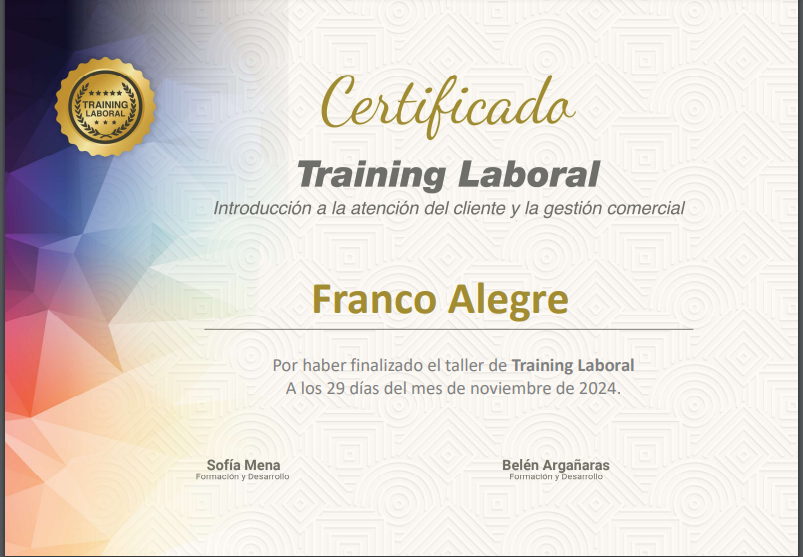 TRAINING
LABORAL
Certificado
Training Laboral
Introducción a la atención del cliente y la gestión comercial
Franco Alegre
Por haber finalizado el taller de Training Laboral
A los 29 días del mes de noviembre de 2024.
Sofía Mena
Formación y Desarrollo
Belén Argañaras
Formación y Desarrollo